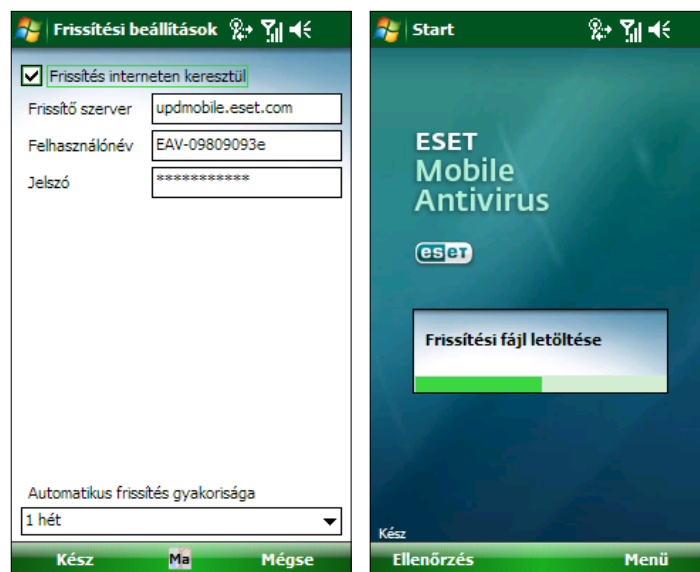 Frissítési beállítások
Frissítés interneten keresztül
Frissítő szerver updmobile.eset.com
Felhasználónév EAV-09809093e
Jelszó ***********
Automatikus frissítés gyakorisága
1 hét
Kész Ma Mégse
Start
ESET
Mobile
Antivirus
eset
Frissítési fájl letöltése
Kész
Ellenőrzés Menü